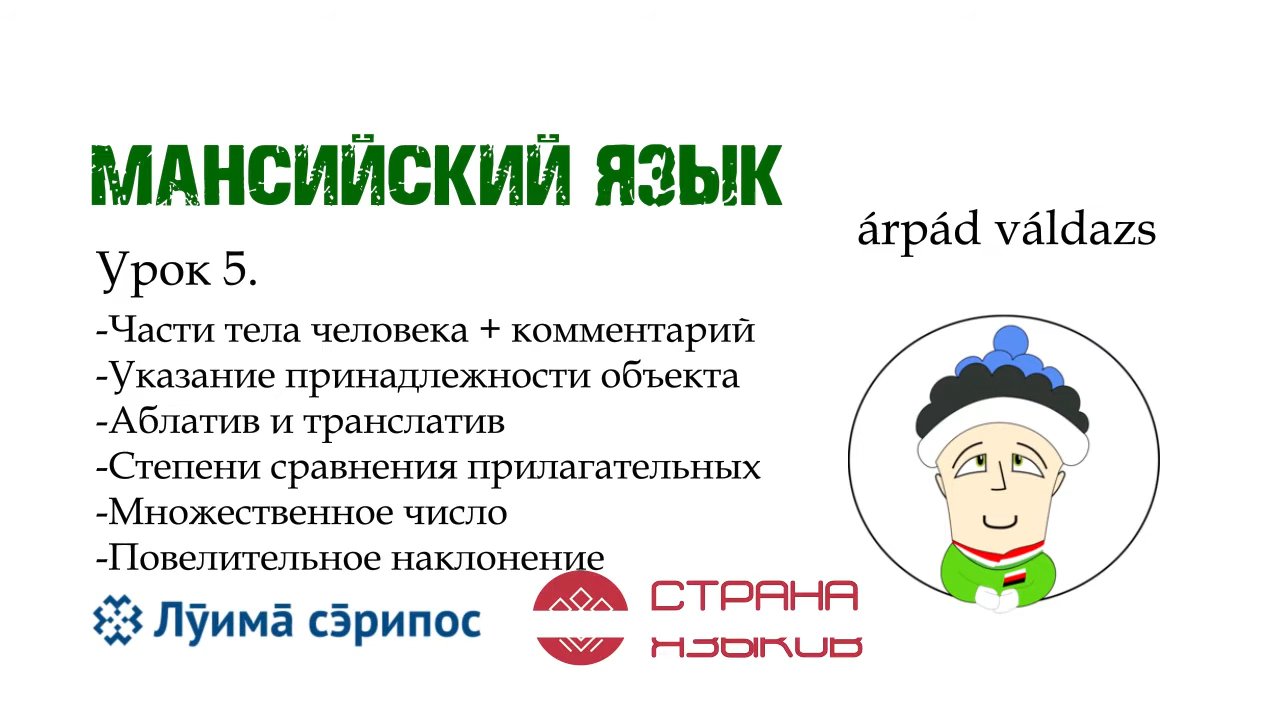 МАНСИЙСКИЙ ЯЗЫК
árpád váldazs
Урок 5.
-Части тела человека + комментарий
-Указание принадлежности объекта
-Аблатив и транслатив
-Степени сравнения прилагательных
-Множественное число
-Повелительное наклонение
Лӯима̄ сэ̄рипос
СТРАНА
ЯЗЫКОВ